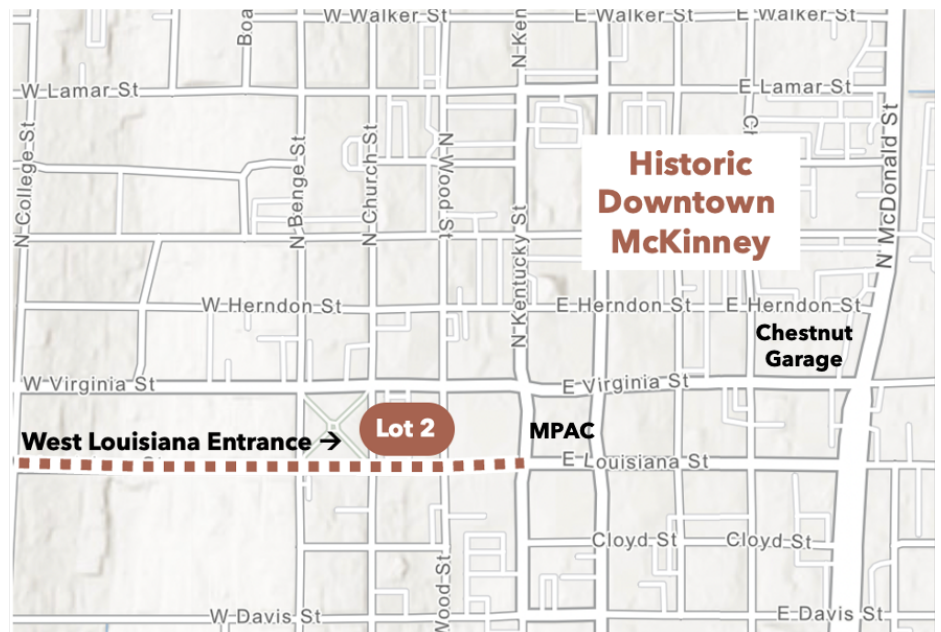 W Walker St
E Walker St
E Walker St
Boa
N Ken
W Lamar St
E Lamar St
Ch
N College St
N Benge St
N Church St
N Wood St
N Kentucky St
N McDonald St
Historic
Downtown
McKinney
W Herndon St
E Herndon St
E Herndon St
Chestnut
Garage
W Virginia St
E Virginia St
West Louisiana Entrance →
Lot 2
MPAC
E Louisiana St
Cloyd St
Cloyd St
Wood St
W Davis St
E Davis St